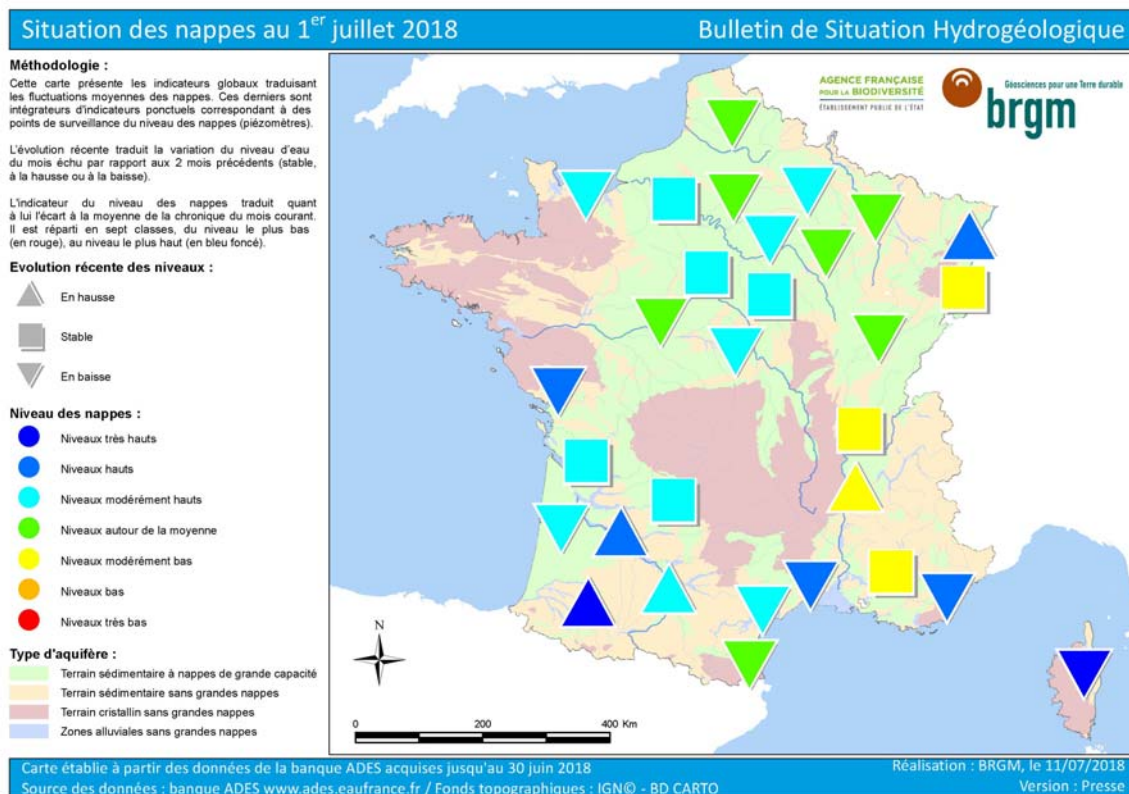 Situation des nappes au 1er juillet 2018
Bulletin de Situation Hydrogéologique
Méthodologie :
Cette carte présente les indicateurs globaux traduisant
les fluctuations moyennes des nappes. Ces derniers sont
intégrateurs d'indicateurs ponctuels correspondant à des
points de surveillance du niveau des nappes (piézomètres).
L'évolution récente traduit la variation du niveau d'eau
du mois échu par rapport aux 2 mois précédents (stable,
à la hausse ou à la baisse).
L'indicateur du niveau des nappes traduit quant
à lui l'écart à la moyenne de la chronique du mois courant.
Il est réparti en sept classes, du niveau le plus bas
(en rouge), au niveau le plus haut (en bleu foncé).
Evolution récente des niveaux :
En hausse
Stable
En baisse
Niveau des nappes :
Niveaux très hauts
Niveaux hauts
Niveaux modérément hauts
Niveaux autour de la moyenne
Niveaux modérément bas
Niveaux bas
Niveaux très bas
Type d'aquifère :
Terrain sédimentaire à nappes de grande capacité
Terrain sédimentaire sans grandes nappes
Terrain cristallin sans grandes nappes
Zones alluviales sans grandes nappes
AGENCE FRANÇAISE
POUR LA BIODIVERSITÉ
ÉTABLISSEMENT PUBLIC DE L'ÉTAT
Géosciences pour une Terre durable
brgm
N
0 200 400 Km
Carte établie à partir des données de la banque ADES acquises jusqu'au 30 juin 2018
Source des données : banque ADES www.ades.eaufrance.fr / Fonds topographiques : IGN© - BD CARTO
Réalisation : BRGM, le 11/07/2018
Version : Presse